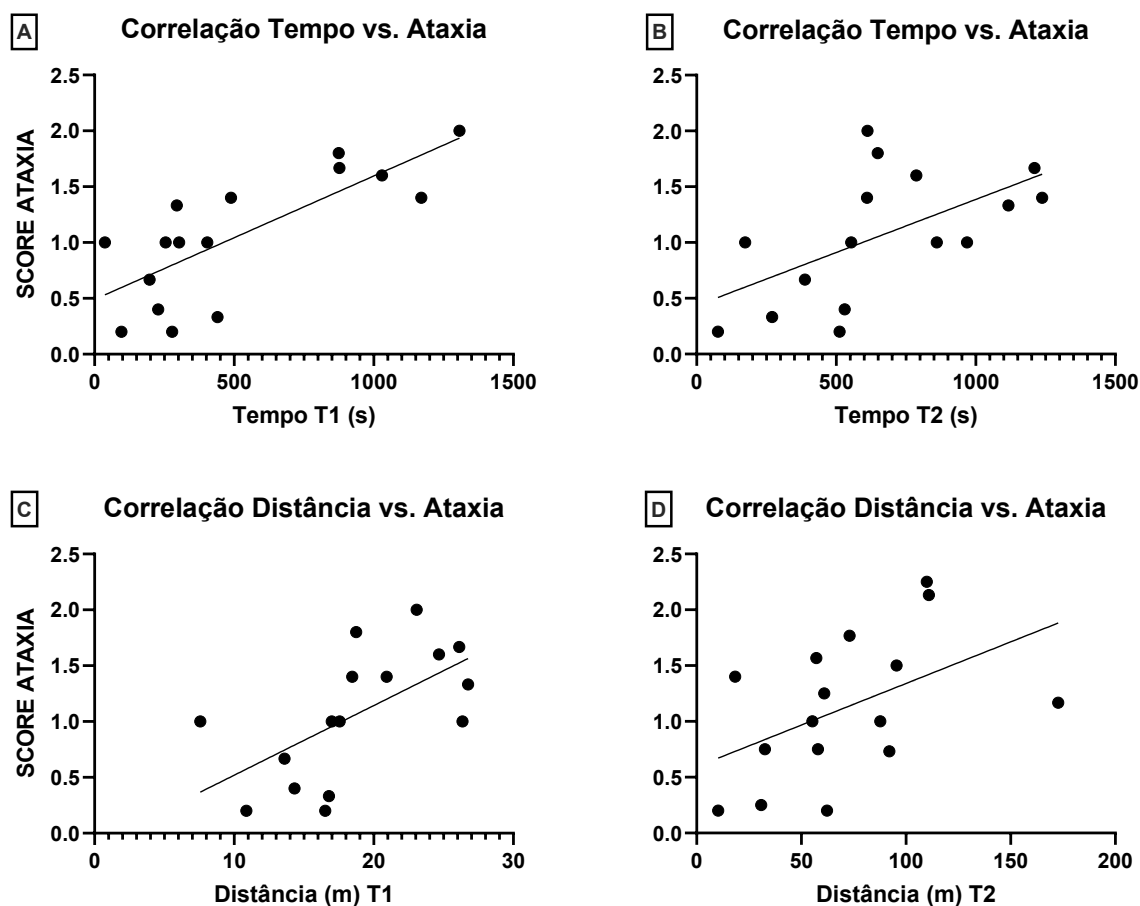 A
Correlação Tempo vs. Ataxia
2.5
2.0
1.5
1.0
0.5
0.0
SCORE ATAXIA
0
500
1000
1500
Tempo T1 (s)
B
Correlação Tempo vs. Ataxia
2.5
2.0
1.5
1.0
0.5
0.0
0
500
1000
1500
Tempo T2 (s)
C
Correlação Distância vs. Ataxia
2.5
2.0
1.5
1.0
0.5
0.0
SCORE ATAXIA
0
10
20
30
Distância (m) T1
D
Correlação Distância vs. Ataxia
2.5
2.0
1.5
1.0
0.5
0.0
0
50
100
150
200
Distância (m) T2